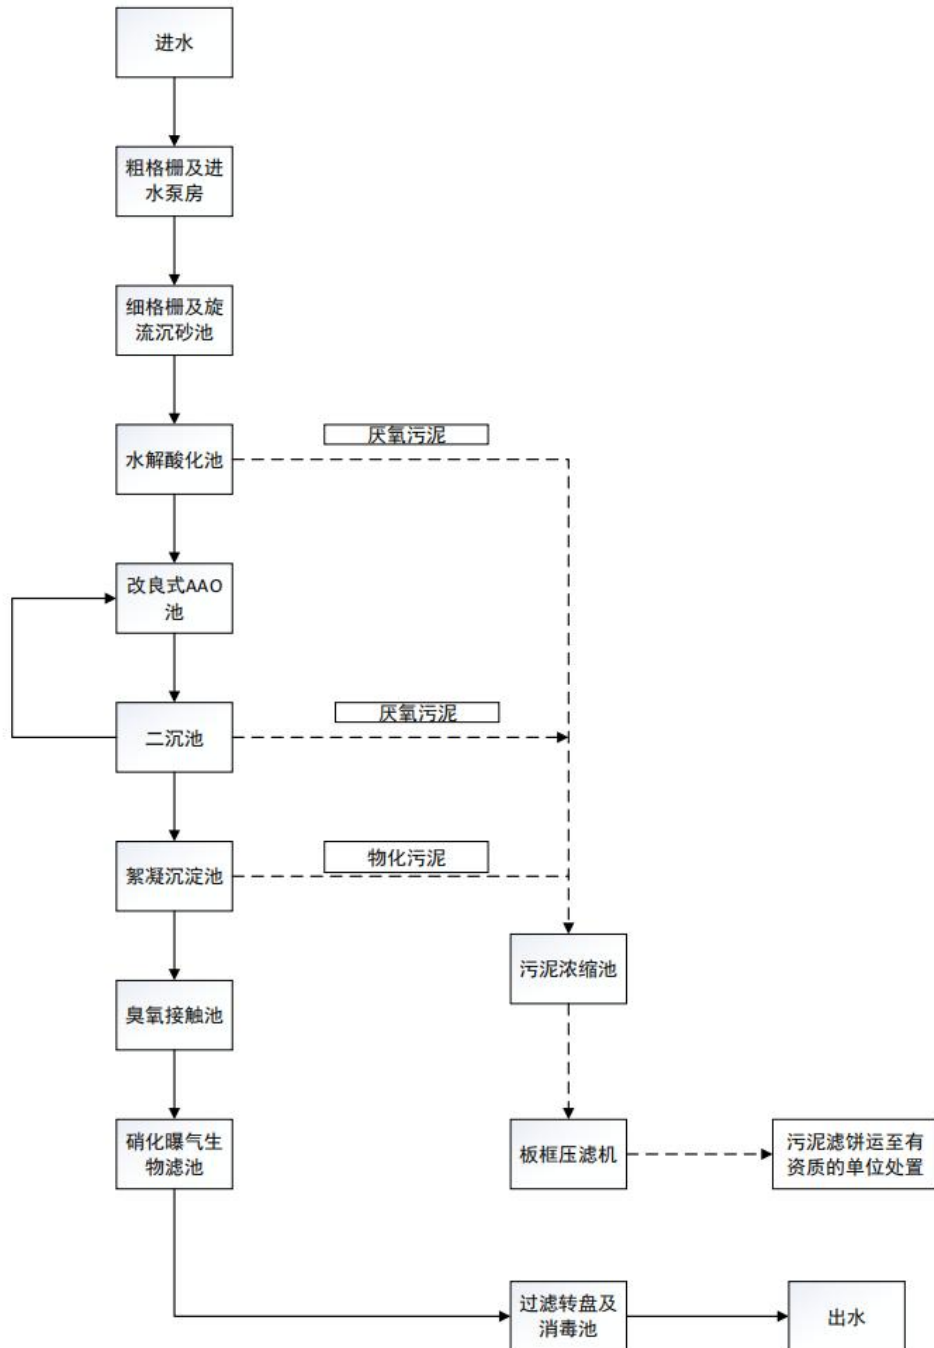 进水
粗格栅及进
水泵房
细格栅及旋
流沉砂池
水解酸化池
厌氧污泥
改良式AAO
池
二沉池
厌氧污泥
絮凝沉淀池
物化污泥
污泥浓缩池
臭氧接触池
硝化曝气生
物滤池
板框压滤机
污泥滤饼运至有
资质的单位处置
过滤转盘及
消毒池
出水